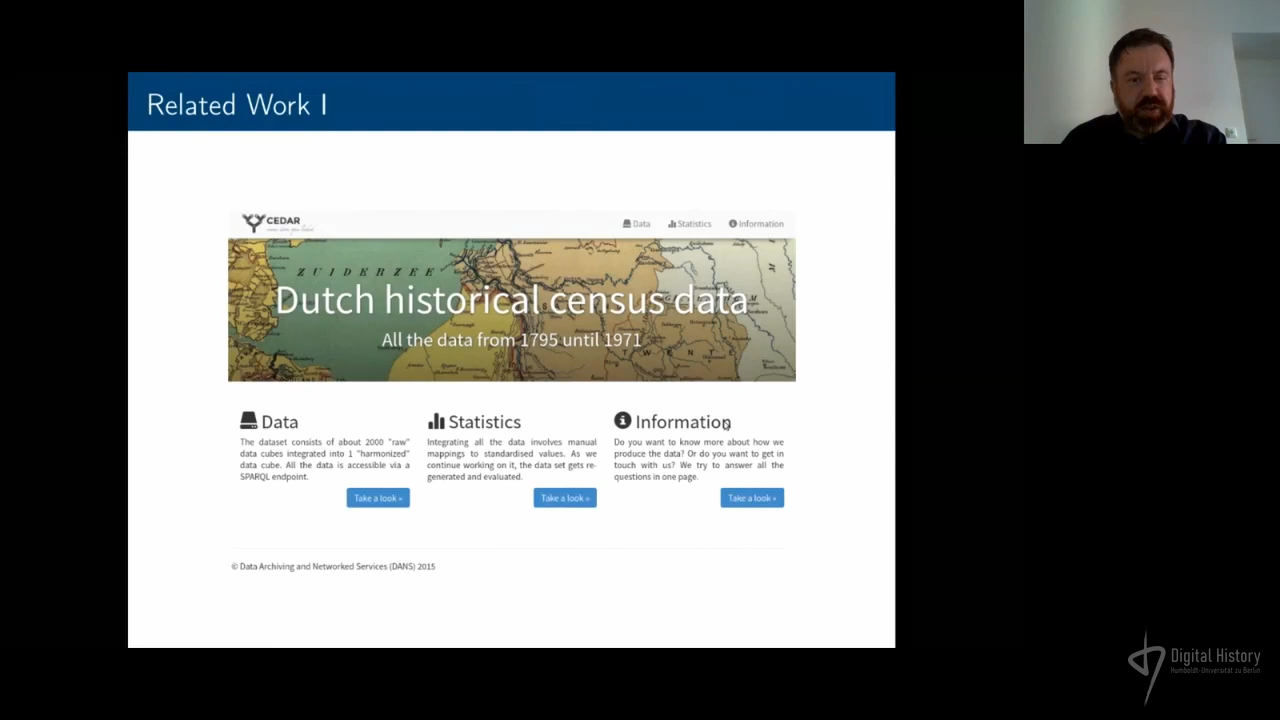 Related Work I
CEDAR
Data Statistics Information
ZUIDERZEE
Dutch historical census data
All the data from 1795 until 1971
TWENTE
Data
The dataset consists of about 2000 "raw"
data cubes integrated into 1 "harmonized"
data cube. All the data is accessible via a
SPARQL endpoint.
Take a look »
Statistics
Integrating all the data involves manual
mappings to standardised values. As we
continue working on it, the data set gets re-
generated and evaluated.
Take a look »
Information
Do you want to know more about how we
produce the data? Or do you want to get in
touch with us? We try to answer all the
questions in one page.
Take a look »
© Data Archiving and Networked Services (DANS) 2015
Digital History
Humboldt-Universität zu Berlin